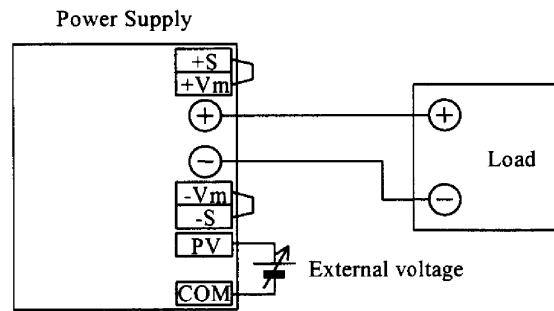 Power Supply
+S
+Vm
+
+
Load
−
−
-Vm
-S
PV
External voltage
COM